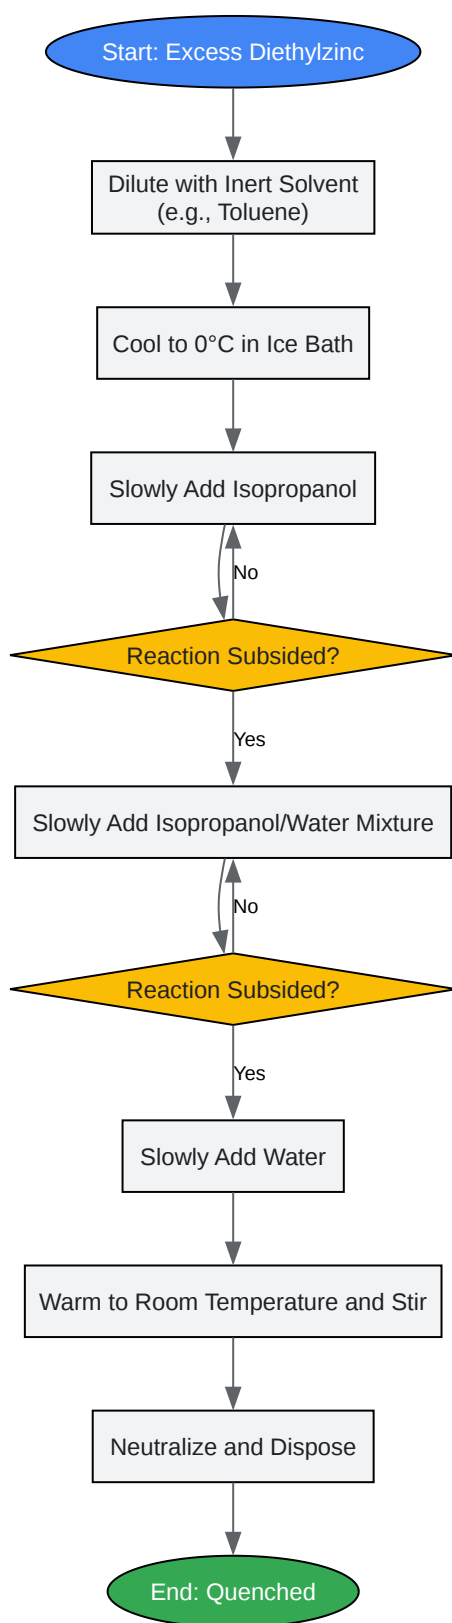 Start: Excess Diethylzinc
Dilute with Inert Solvent
(e.g., Toluene)
Cool to 0°C in Ice Bath
Slowly Add Isopropanol
No
Reaction Subsided?
Yes
Slowly Add Isopropanol/Water Mixture
No
Reaction Subsided?
Yes
Slowly Add Water
Warm to Room Temperature and Stir
Neutralize and Dispose
End: Quenched